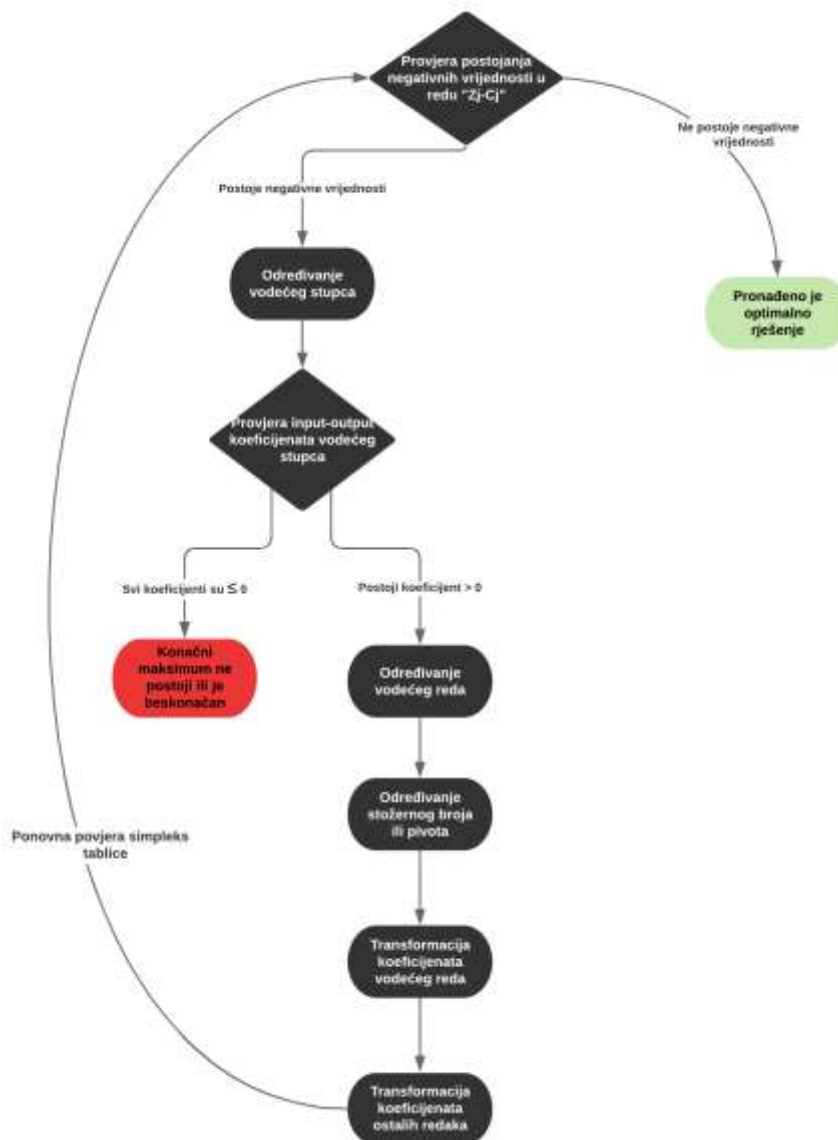 Provjera postojanja
negativnih vrijednosti u
redu "Zj-Cj"
Ne postoje negativne
vrijednosti
Postoje negativne vrijednosti
Određivanje
vodećeg stupca
Pronađeno je
optimalno
rješenje
Provjera input-output
koeficijenata vodećeg
stupca
Svi koeficijenti su ≤ 0
Postoji koeficijent > 0
Konačni
maksimum ne
postoji ili je
beskonačan
Određivanje
vodećeg reda
Određivanje
stožernog broja
ili pivota
Ponovna povjera simpleks
tablice
Transformacija
koeficijenata
vodećeg reda
Transformacija
koeficijenata
ostalih redaka